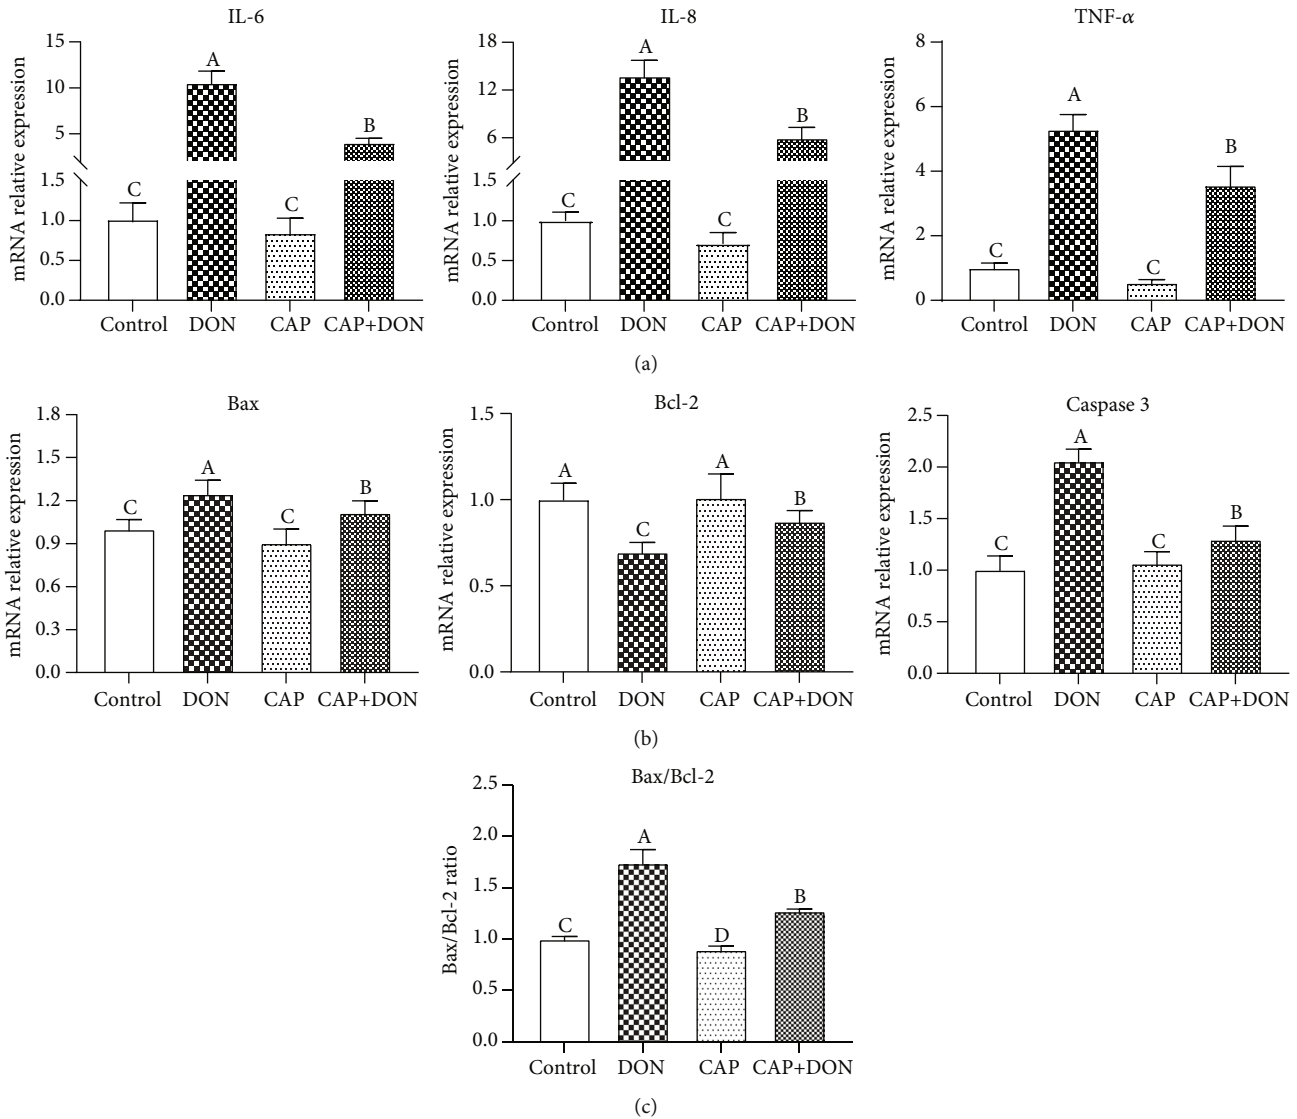 IL-6
mRNA relative expression
15
10
5
1.5
1.0
0.5
0.0
C
A
C
B
Control DON CAP CAP+DON
IL-8
mRNA relative expression
18
12
6
1.5
1.0
0.5
0.0
C
A
C
B
Control DON CAP CAP+DON
TNF-α
mRNA relative expression
8
6
4
2
0
C
A
C
B
Control DON CAP CAP+DON
(a)
Bax
mRNA relative expression
1.8
1.5
1.2
0.9
0.6
0.3
0.0
C
A
C
B
Control DON CAP CAP+DON
Bcl-2
mRNA relative expression
1.5
1.0
0.5
0.0
A
C
A
B
Control DON CAP CAP+DON
Caspase 3
mRNA relative expression
2.5
2.0
1.5
1.0
0.5
0.0
C
A
C
B
Control DON CAP CAP+DON
(b)
Bax/Bcl-2
Bax/Bcl-2 ratio
2.5
2.0
1.5
1.0
0.5
0.0
C
A
D
B
Control DON CAP CAP+DON
(c)